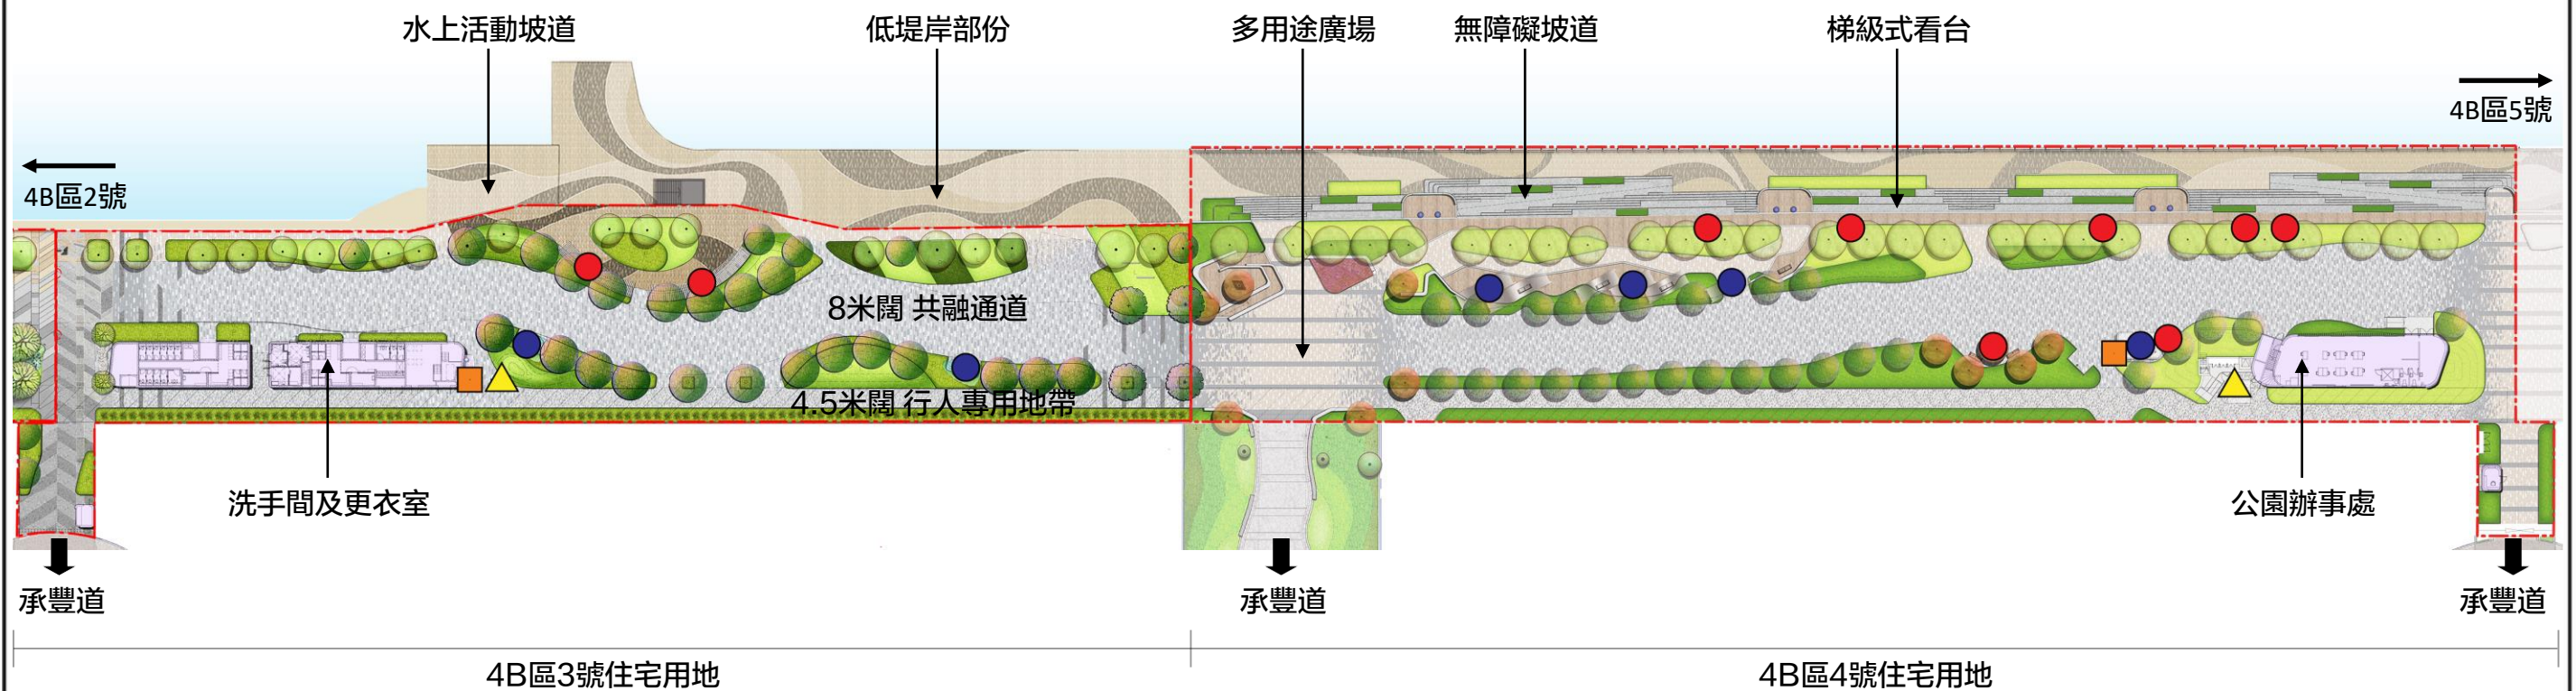 水上活動坡道
低堤岸部份
多用途廣場
無障礙坡道
梯級式看台
4B區5號
4B區2號
8米闊 共融通道
4.5米闊 行人專用地帶
洗手間及更衣室
公園辦事處
承豐道
承豐道
承豐道
4B區3號住宅用地
4B區4號住宅用地